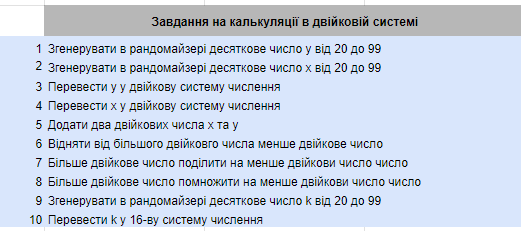 Завдання на калькуляції в двійковій системі
1 Згенерувати в рандомайзері десяткове число y від 20 до 99
2 Згенерувати в рандомайзері десяткове число x від 20 до 99
3 Перевести y у двійкову систему числення
4 Перевести x у двійкову систему числення
5 Додати два двійкових числа x та y
6 Відняти від більшого двійковго числа менше двійкове число
7 Більше двійкове число поділити на менше двійкови число число
8 Більше двійкове число помножити на менше двійкови число число
9 Згенерувати в рандомайзері десяткове число k від 20 до 99
10 Перевести k у 16-ву систему числення